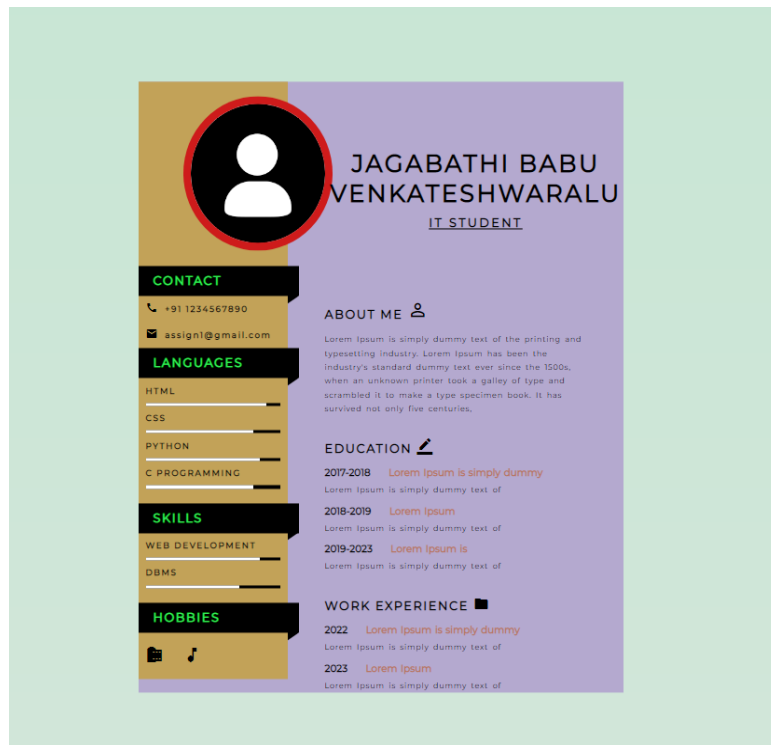 JAGABATHI BABU
VENKATESHWARALU
IT STUDENT
CONTACT
+91 1234567890
assign1@gmail.com
LANGUAGES
HTML
CSS
PYTHON
C PROGRAMMING
SKILLS
WEB DEVELOPMENT
DBMS
HOBBIES
ABOUT ME
Lorem Ipsum is simply dummy text of the printing and
typesetting industry. Lorem Ipsum has been the
industry's standard dummy text ever since the 1500s,
when an unknown printer took a galley of type and
scrambled it to make a type specimen book. It has
survived not only five centuries,
EDUCATION
2017-2018 Lorem Ipsum is simply dummy
Lorem Ipsum is simply dummy text of
2018-2019 Lorem Ipsum
Lorem Ipsum is simply dummy text of
2019-2023 Lorem Ipsum is
Lorem Ipsum is simply dummy text of
WORK EXPERIENCE
2022 Lorem Ipsum is simply dummy
Lorem Ipsum is simply dummy text of
2023 Lorem Ipsum
Lorem Ipsum is simply dummy text of